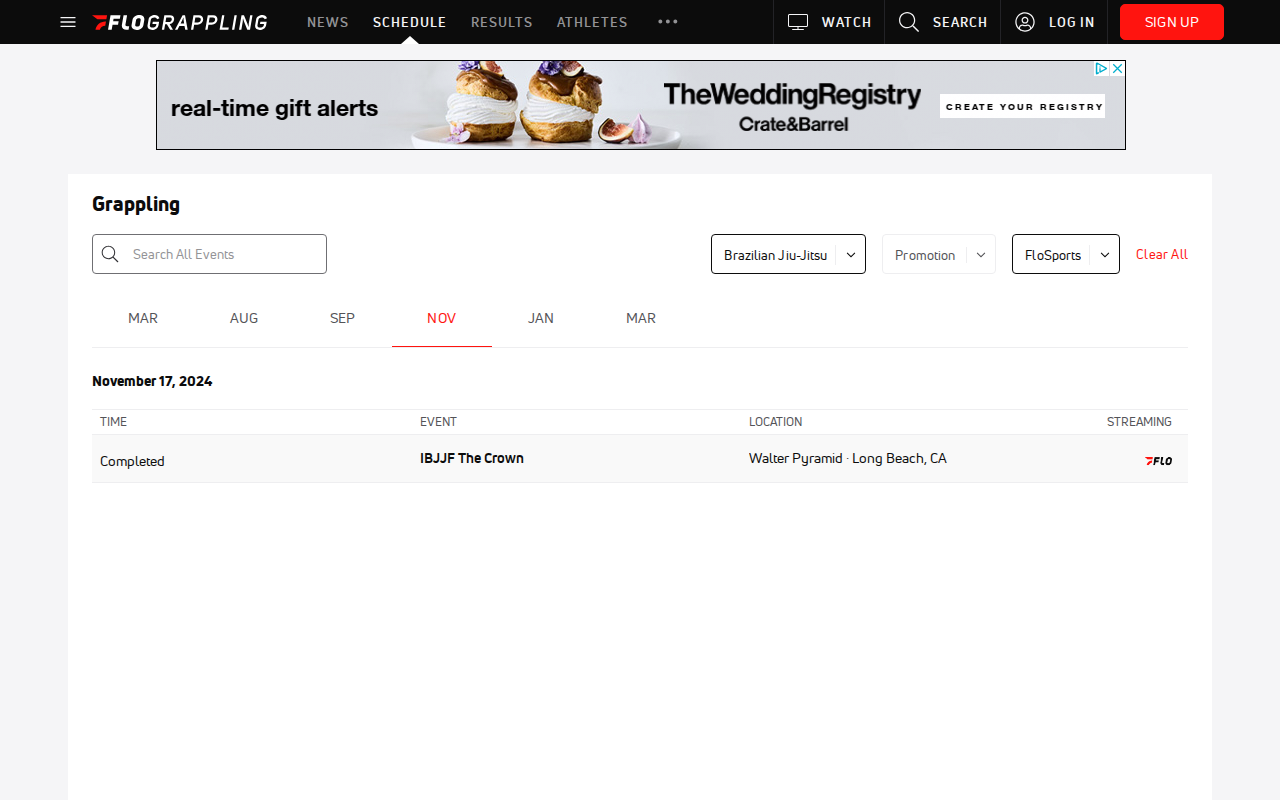 FLOGRAPPLING NEWS SCHEDULE RESULTS ATHLETES ••• WATCH SEARCH LOG IN SIGN UP
real-time gift alerts
TheWeddingRegistry
Crate&Barrel
CREATE YOUR REGISTRY
Grappling
Search All Events Brazilian Jiu-Jitsu Promotion FloSports Clear All
MAR AUG SEP NOV JAN MAR
November 17, 2024
TIME EVENT LOCATION STREAMING
Completed IBJJF The Crown Walter Pyramid · Long Beach, CA FLO